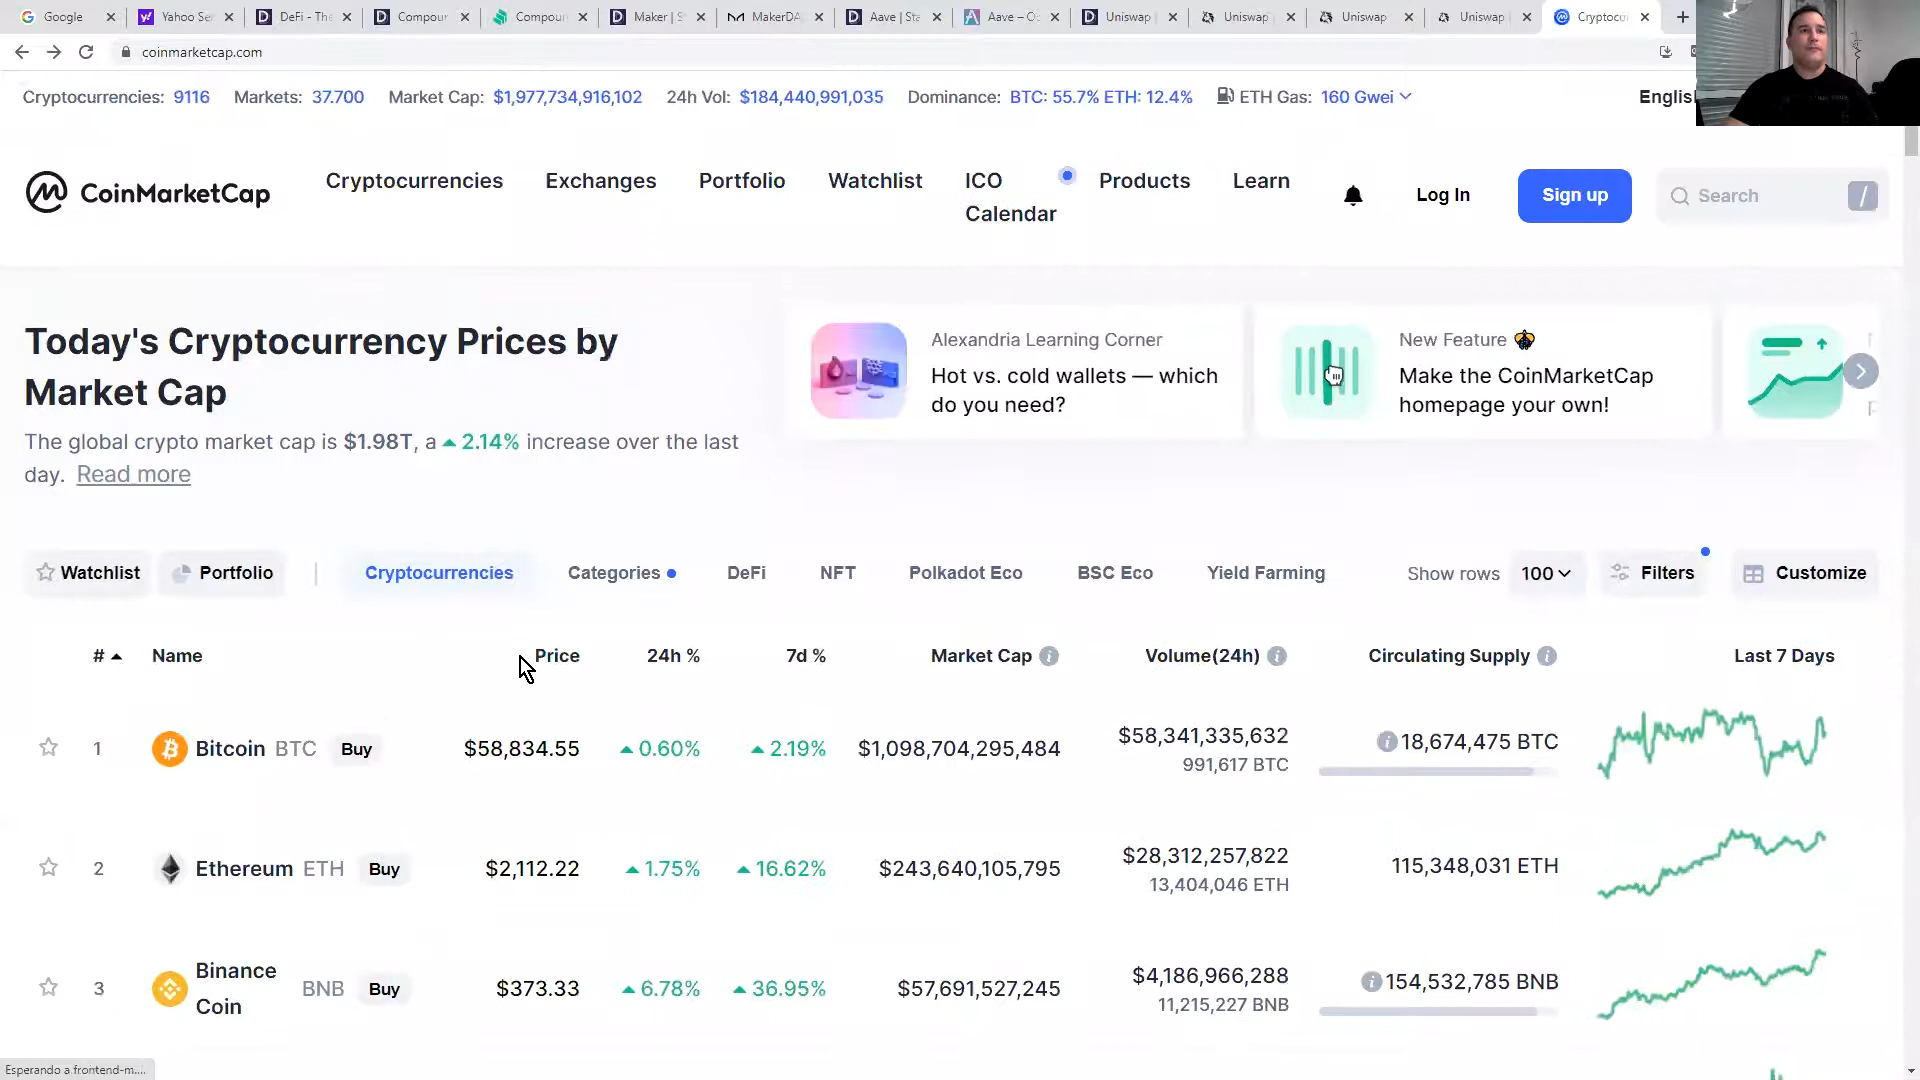 Google
Yahoo Se
DeFi - The
Compour
Compour
Maker | S
MakerDA
Aave | Sta
Aave – O
Uniswap
Uniswap
Uniswap
Uniswap
Cryptocu
coinmarketcap.com
Cryptocurrencies: 9116 Markets: 37.700 Market Cap: $1,977,734,916,102 24h Vol: $184,440,991,035 Dominance: BTC: 55.7% ETH: 12.4% ETH Gas: 160 Gwei
Englis
CoinMarketCap
Cryptocurrencies
Exchanges
Portfolio
Watchlist
ICO
Calendar
Products
Learn
Log In
Sign up
Search /
Today's Cryptocurrency Prices by
Market Cap
The global crypto market cap is $1.98T, a 2.14% increase over the last
day. Read more
Alexandria Learning Corner
Hot vs. cold wallets — which
do you need?
New Feature
Make the CoinMarketCap
homepage your own!
Watchlist Portfolio Cryptocurrencies Categories DeFi NFT Polkadot Eco BSC Eco Yield Farming Show rows 100 Filters Customize
# Name Price 24h % 7d % Market Cap Volume(24h) Circulating Supply Last 7 Days
1 Bitcoin BTC Buy $58,834.55 0.60% 2.19% $1,098,704,295,484 $58,341,335,632 18,674,475 BTC
991,617 BTC
2 Ethereum ETH Buy $2,112.22 1.75% 16.62% $243,640,105,795 $28,312,257,822 115,348,031 ETH
13,404,046 ETH
3 Binance
Coin BNB Buy $373.33 6.78% 36.95% $57,691,527,245 $4,186,966,288 154,532,785 BNB
11,215,227 BNB
Esperando a frontend-m....